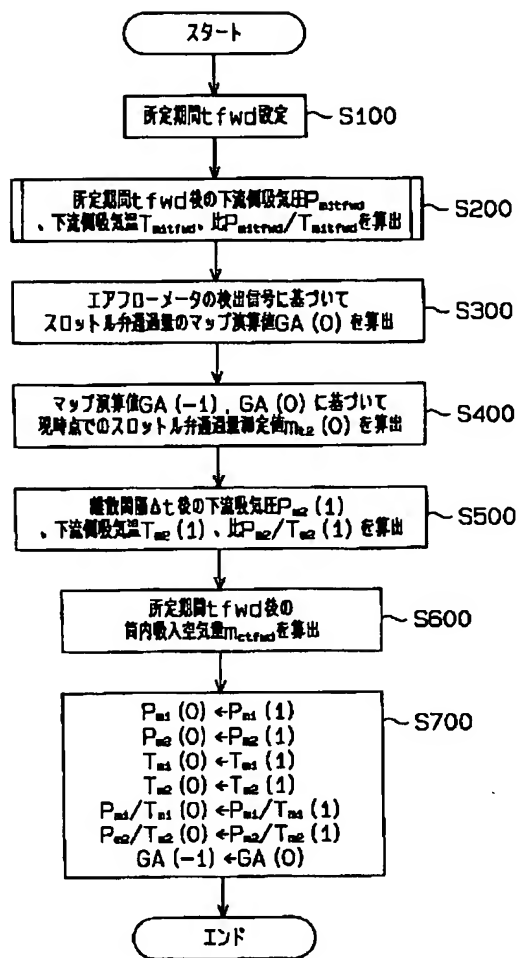 スタート
所定期間tfwd設定
S100
所定期間tfwd後の下流側吸気圧Pm1tfwd
、下流側吸気温Tm1tfwd、比Pm1tfwd/Tm1tfwdを算出
S200
エアフローメータの検出信号に基づいて
スロットル弁通過量のマップ演算値GA(0)を算出
S300
マップ演算値GA(-1),GA(0)に基づいて
現時点でのスロットル弁通過量測定値mt2(0)を算出
S400
離散間隔Δt後の下流吸気圧Pm2(1)
、下流側吸気温Tm2(1)、比Pm2/Tm2(1)を算出
S500
所定期間tfwd後の
筒内吸入空気量mctfwdを算出
S600
Pm1(0)←Pm1(1)
Pm2(0)←Pm2(1)
Tm1(0)←Tm1(1)
Tm2(0)←Tm2(1)
Pm1/Tm1(0)←Pm1/Tm1(1)
Pm2/Tm2(0)←Pm2/Tm2(1)
GA(-1)←GA(0)
S700
エンド